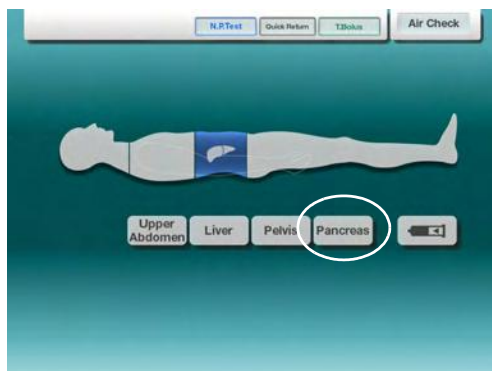 N.P.Test
Quick Return
T.Bolus
Air Check
Upper
Abdomen
Liver
Pelvis
Pancreas